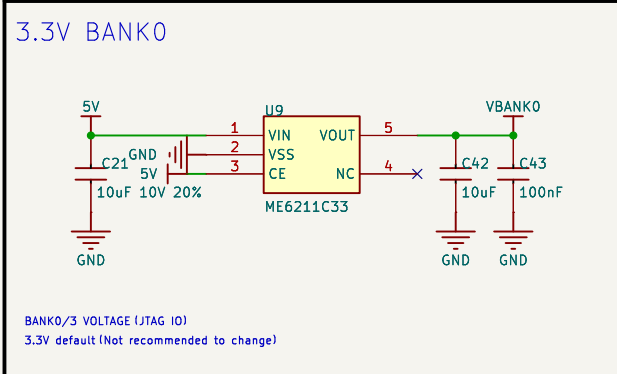 3.3V BANK0
5V
U9
VBANK0
1 VIN VOUT 5
C21 GND 2 VSS C42 C43
5V 3 CE NC 4
10uF 10V 20% 10uF 100nF
ME6211C33
GND GND GND
BANK0/3 VOLTAGE (JTAG IO)
3.3V default (Not recommended to change)